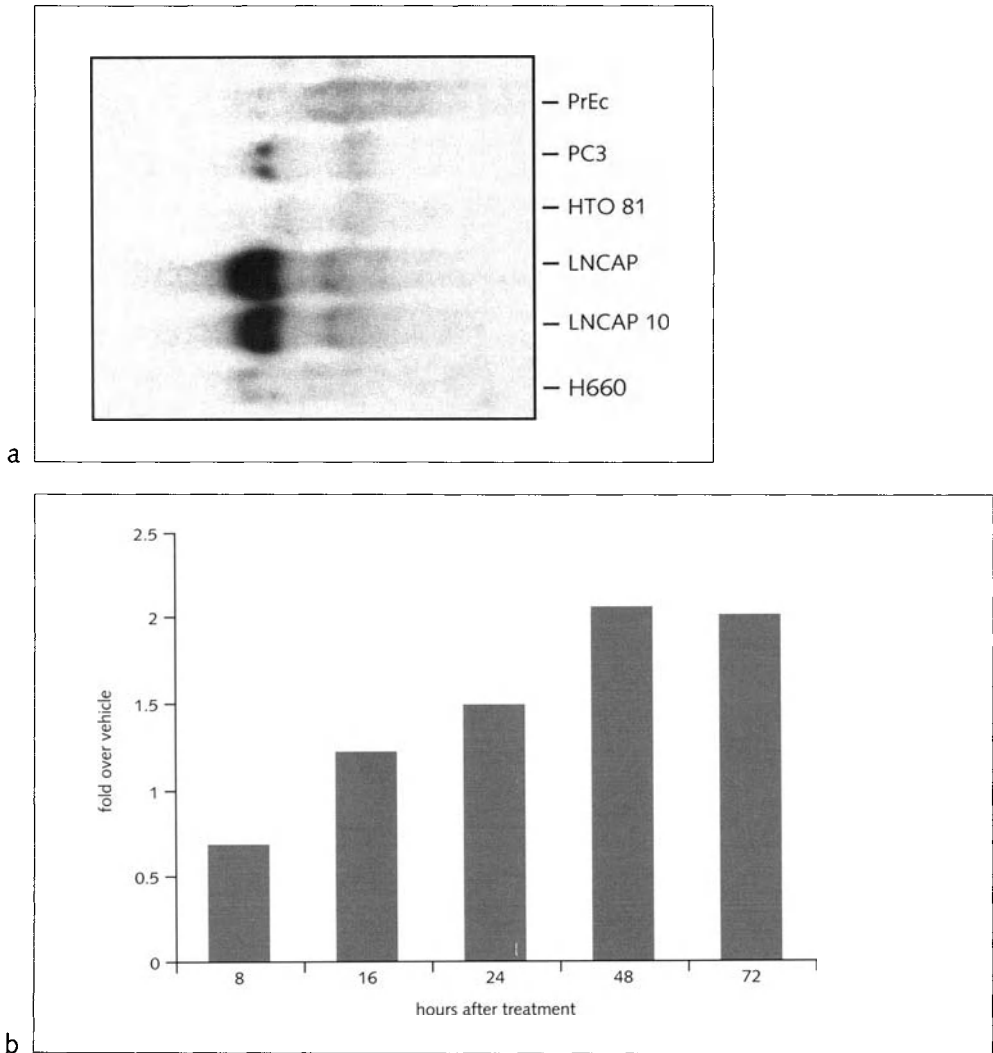 PrEc
PC3
HTO 81
LNCAP
LNCAP 10
H660
a
2.5
2
1.5
1
0.5
0
fold over vehicle
8 16 24 48 72
hours after treatment
b